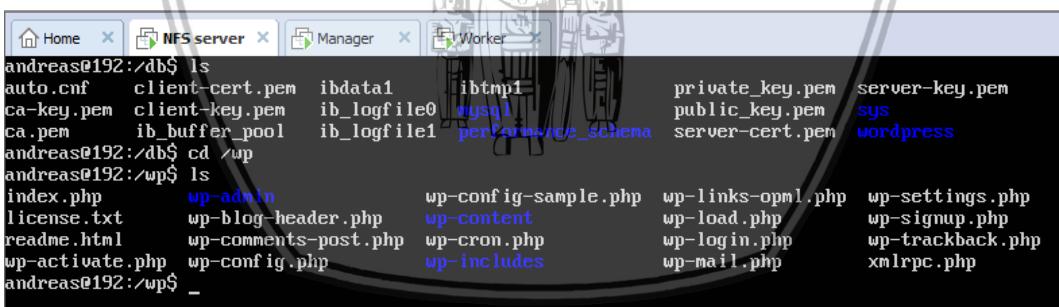 Home × NFS server × Manager × Worker ×
andreas@192:/db$ ls
auto.cnf client-cert.pem ibdata1 ibtmp1 private_key.pem server-key.pem
ca-key.pem client-key.pem ib_logfile0 mysql public_key.pem sys
ca.pem ib_buffer_pool ib_logfile1 performance_schema server-cert.pem wordpress
andreas@192:/db$ cd /wp
andreas@192:/wp$ ls
index.php wp-admin wp-config-sample.php wp-links-opml.php wp-settings.php
license.txt wp-blog-header.php wp-content wp-load.php wp-signup.php
readme.html wp-comments-post.php wp-cron.php wp-login.php wp-trackback.php
wp-activate.php wp-config.php wp-includes wp-mail.php xmlrpc.php
andreas@192:/wp$ _